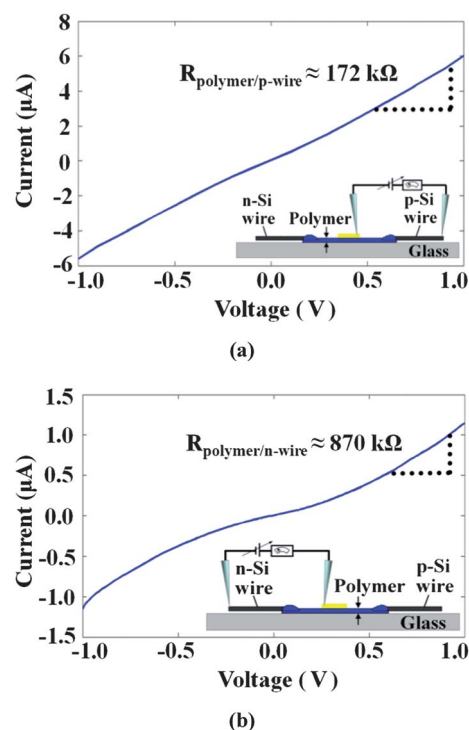 6
4
2
0
-2
-4
-6
Current (µA)
R polymer/p-wire ≈ 172 kΩ
n-Si
wire
Polymer
p-Si
wire
Glass
-1.0 -0.5 0.0 0.5 1.0
Voltage ( V )
(a)
1.5
1.0
0.5
0.0
-0.5
-1.0
-1.5
Current (µA)
R polymer/n-wire ≈ 870 kΩ
n-Si
wire
Polymer
p-Si
wire
Glass
-1.0 -0.5 0.0 0.5 1.0
Voltage ( V )
(b)